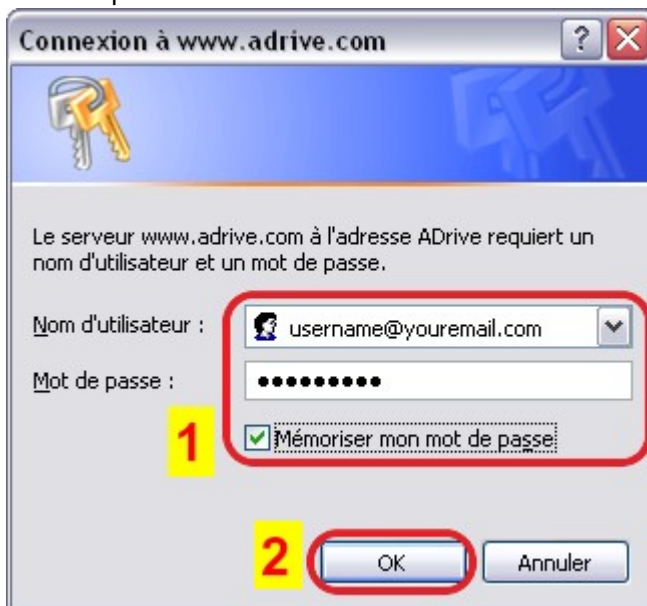 Connexion à www.adrive.com
Le serveur www.adrive.com à l'adresse ADrive requiert un
nom d'utilisateur et un mot de passe.
Nom d'utilisateur : username@youremail.com
Mot de passe : •••••••••
1
Mémoriser mon mot de passe
2 OK Annuler